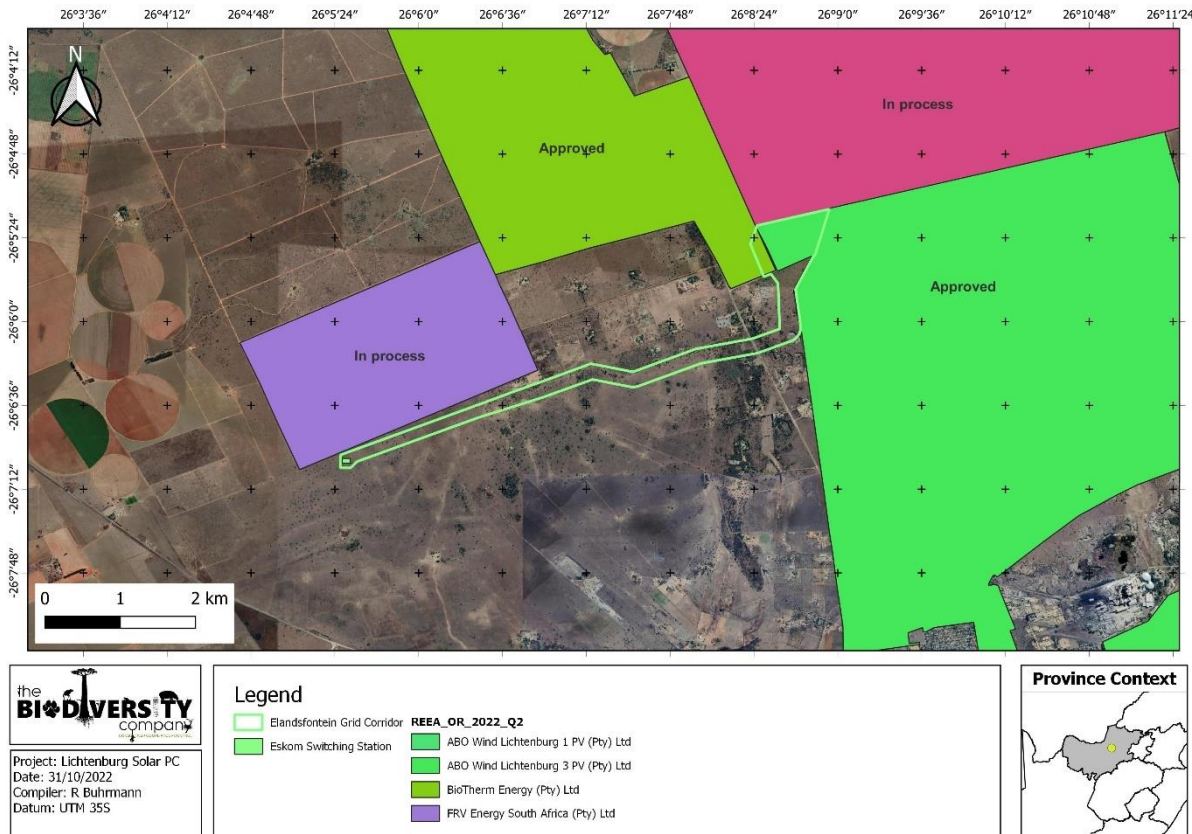 26°3'36" 26°4'12" 26°4'48" 26°5'24" 26°6'0" 26°6'36" 26°7'12" 26°7'48" 26°8'24" 26°9'0" 26°9'36" 26°10'12" 26°10'48" 26°11'24"
N
-26°4'12"
-26°4'48"
-26°5'24"
-26°6'0"
-26°6'36"
-26°7'12"
-26°7'48"
In process
Approved
Approved
In process
0 1 2 km
the
BIODIVERSITY
company
Project: Lichtenburg Solar PC
Date: 31/10/2022
Compiler: R Buhrmann
Datum: UTM 35S
Legend
Elandsfontein Grid Corridor
Eskom Switching Station
REEA_OR_2022_Q2
ABO Wind Lichtenburg 1 PV (Pty) Ltd
ABO Wind Lichtenburg 3 PV (Pty) Ltd
BioTherm Energy (Pty) Ltd
FRV Energy South Africa (Pty) Ltd
Province Context